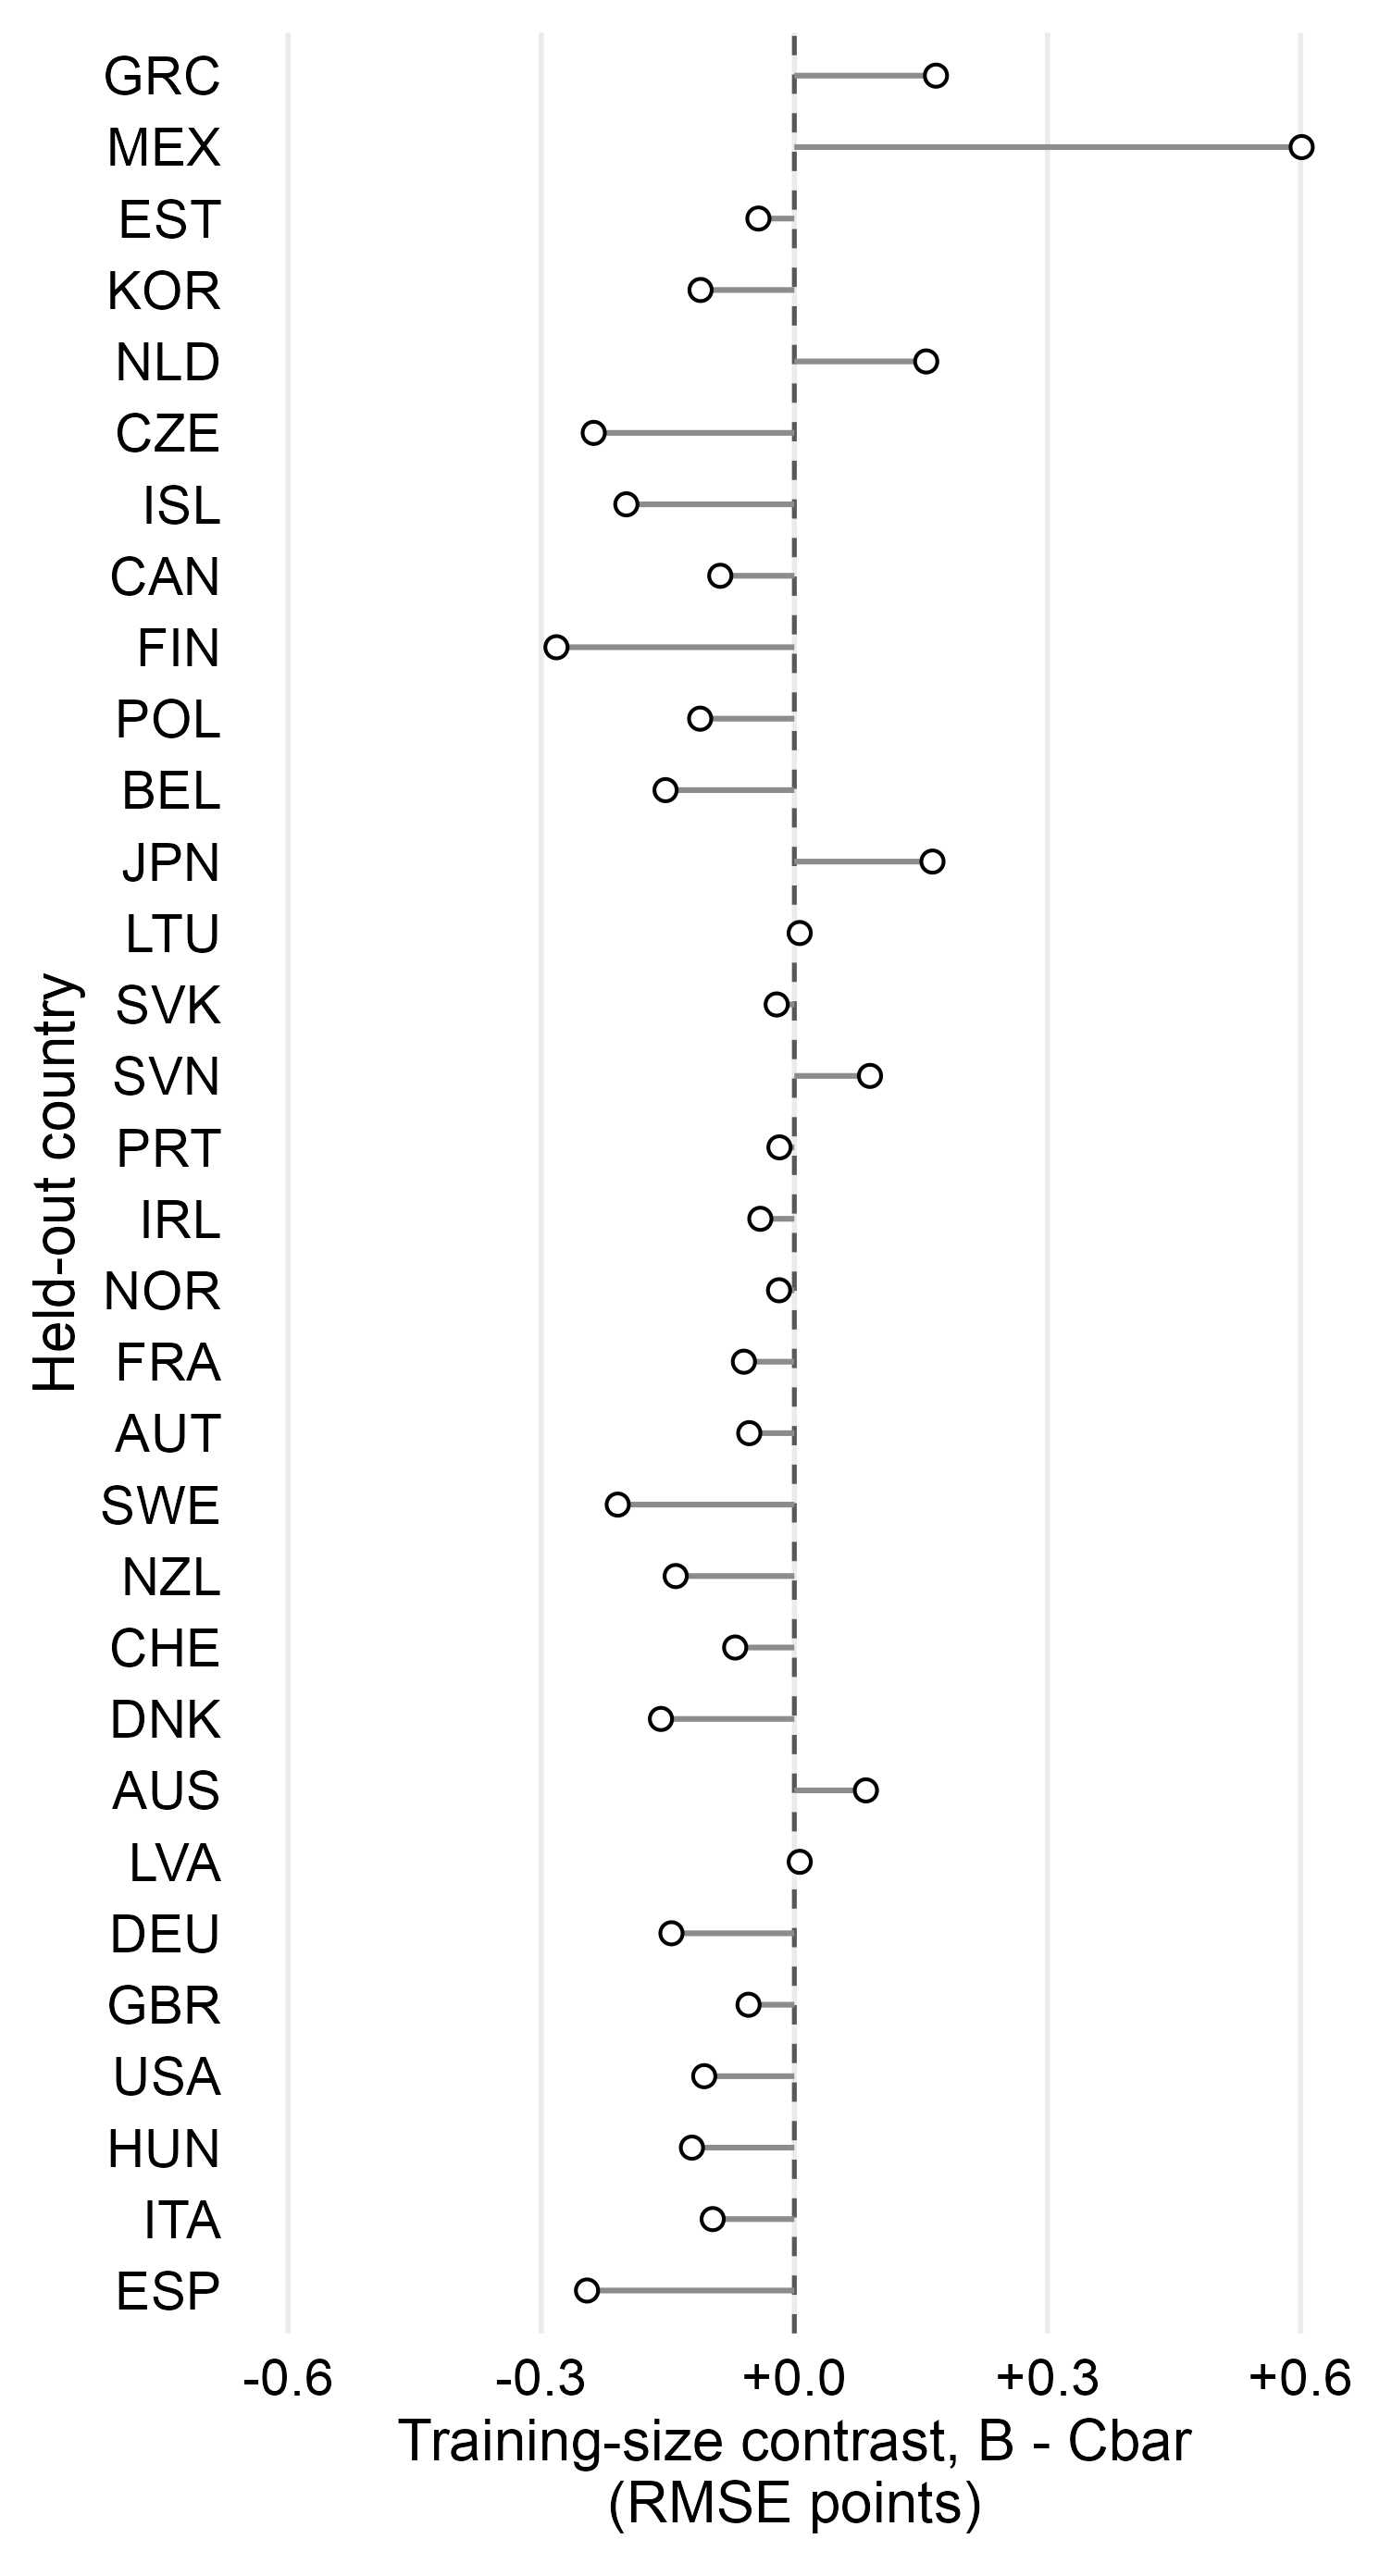 GRC
MEX
EST
KOR
NLD
CZE
ISL
CAN
FIN
POL
BEL
JPN
LTU
SVK
SVN
PRT
IRL
NOR
FRA
AUT
SWE
NZL
CHE
DNK
AUS
LVA
DEU
GBR
USA
HUN
ITA
ESP
Held-out country
-0.6 -0.3 +0.0 +0.3 +0.6
Training-size contrast, B - Cbar
(RMSE points)